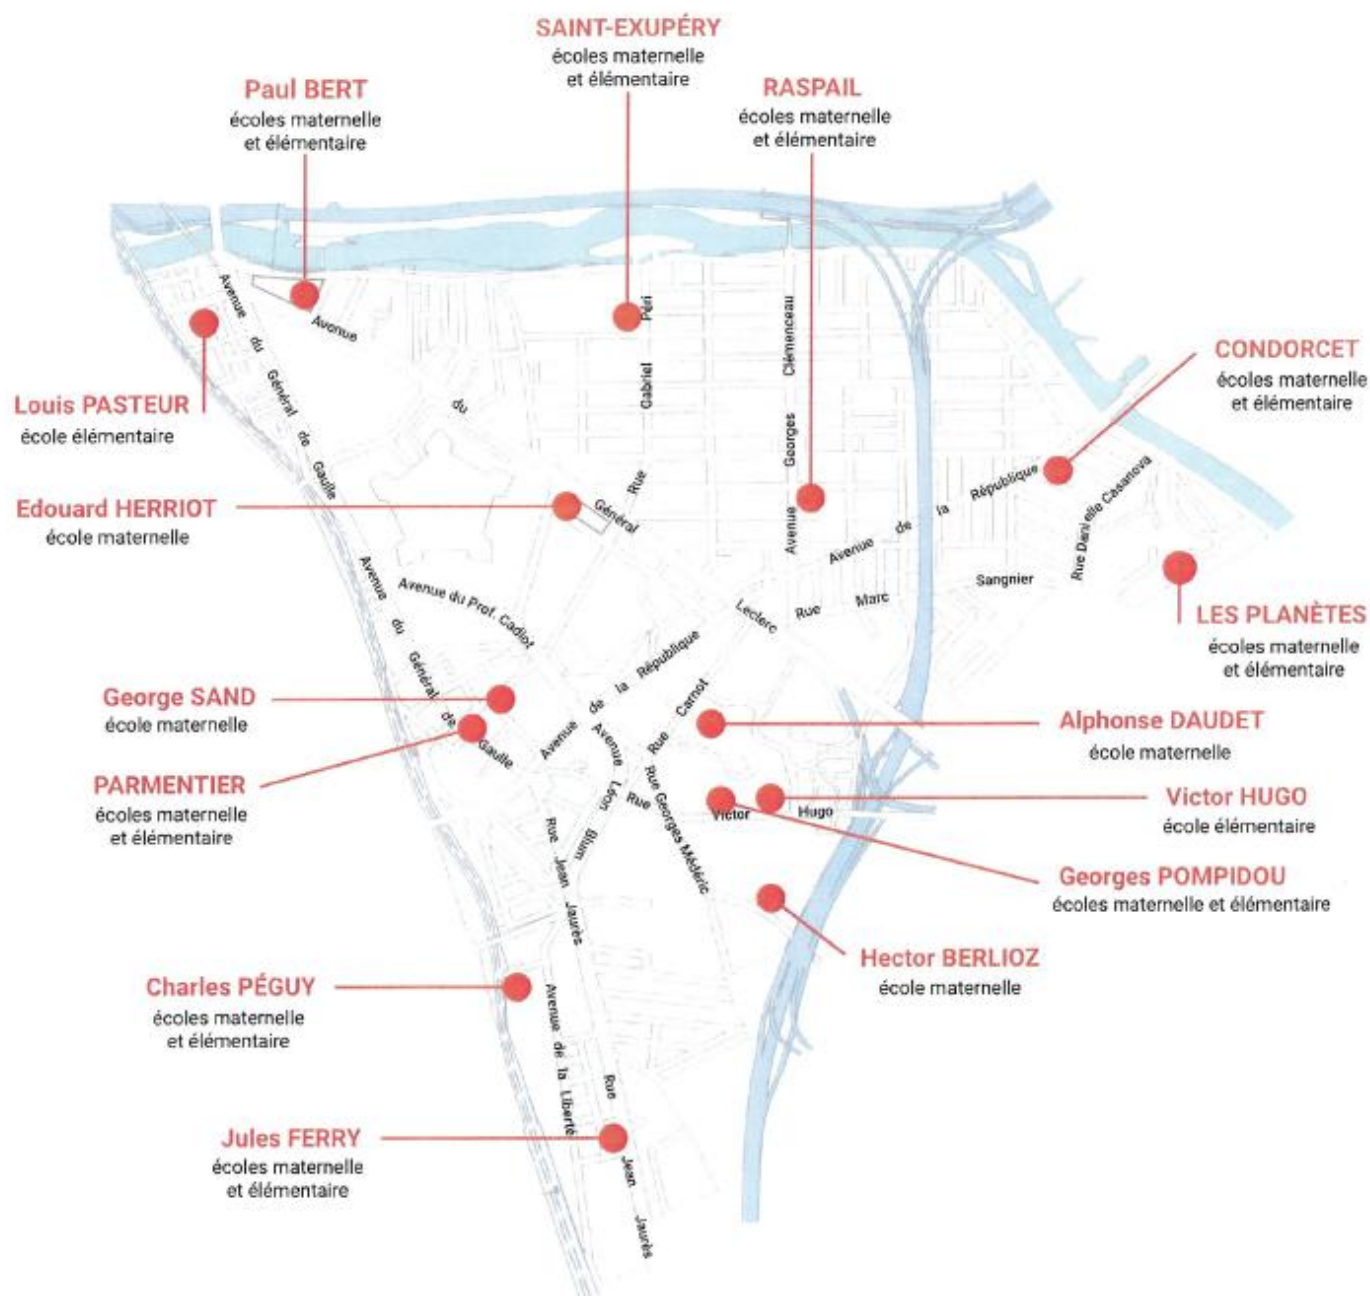 SAINT-EXUPÉRY
écoles maternelle
et élémentaire
Paul BERT
écoles maternelle
et élémentaire
RASPAIL
écoles maternelle
et élémentaire
Avenue du Général de Gaulle
Avenue
du
Général
Leclerc
Rue Gabriel Péri
Avenue Georges Clémenceau
CONDORCET
écoles maternelle
et élémentaire
Louis PASTEUR
école élémentaire
Edouard HERRIOT
école maternelle
Avenue de la République
Rue Danielle Casanova
Rue Marc Sangnier
LES PLANÈTES
écoles maternelle
et élémentaire
Avenue du Prof. Cadiot
Avenue du Général de Gaulle
Avenue de la République
George SAND
école maternelle
PARMENTIER
écoles maternelle
et élémentaire
Rue Carnot
Avenue Léon Blum
Rue Georges Médéric
Rue Victor Hugo
Alphonse DAUDET
école maternelle
Victor HUGO
école élémentaire
Georges POMPIDOU
écoles maternelle et élémentaire
Hector BERLIOZ
école maternelle
Rue Jean Jaurès
Charles PÉGUY
écoles maternelle
et élémentaire
Avenue de la Liberté
Rue Jean Jaurès
Jules FERRY
écoles maternelle
et élémentaire